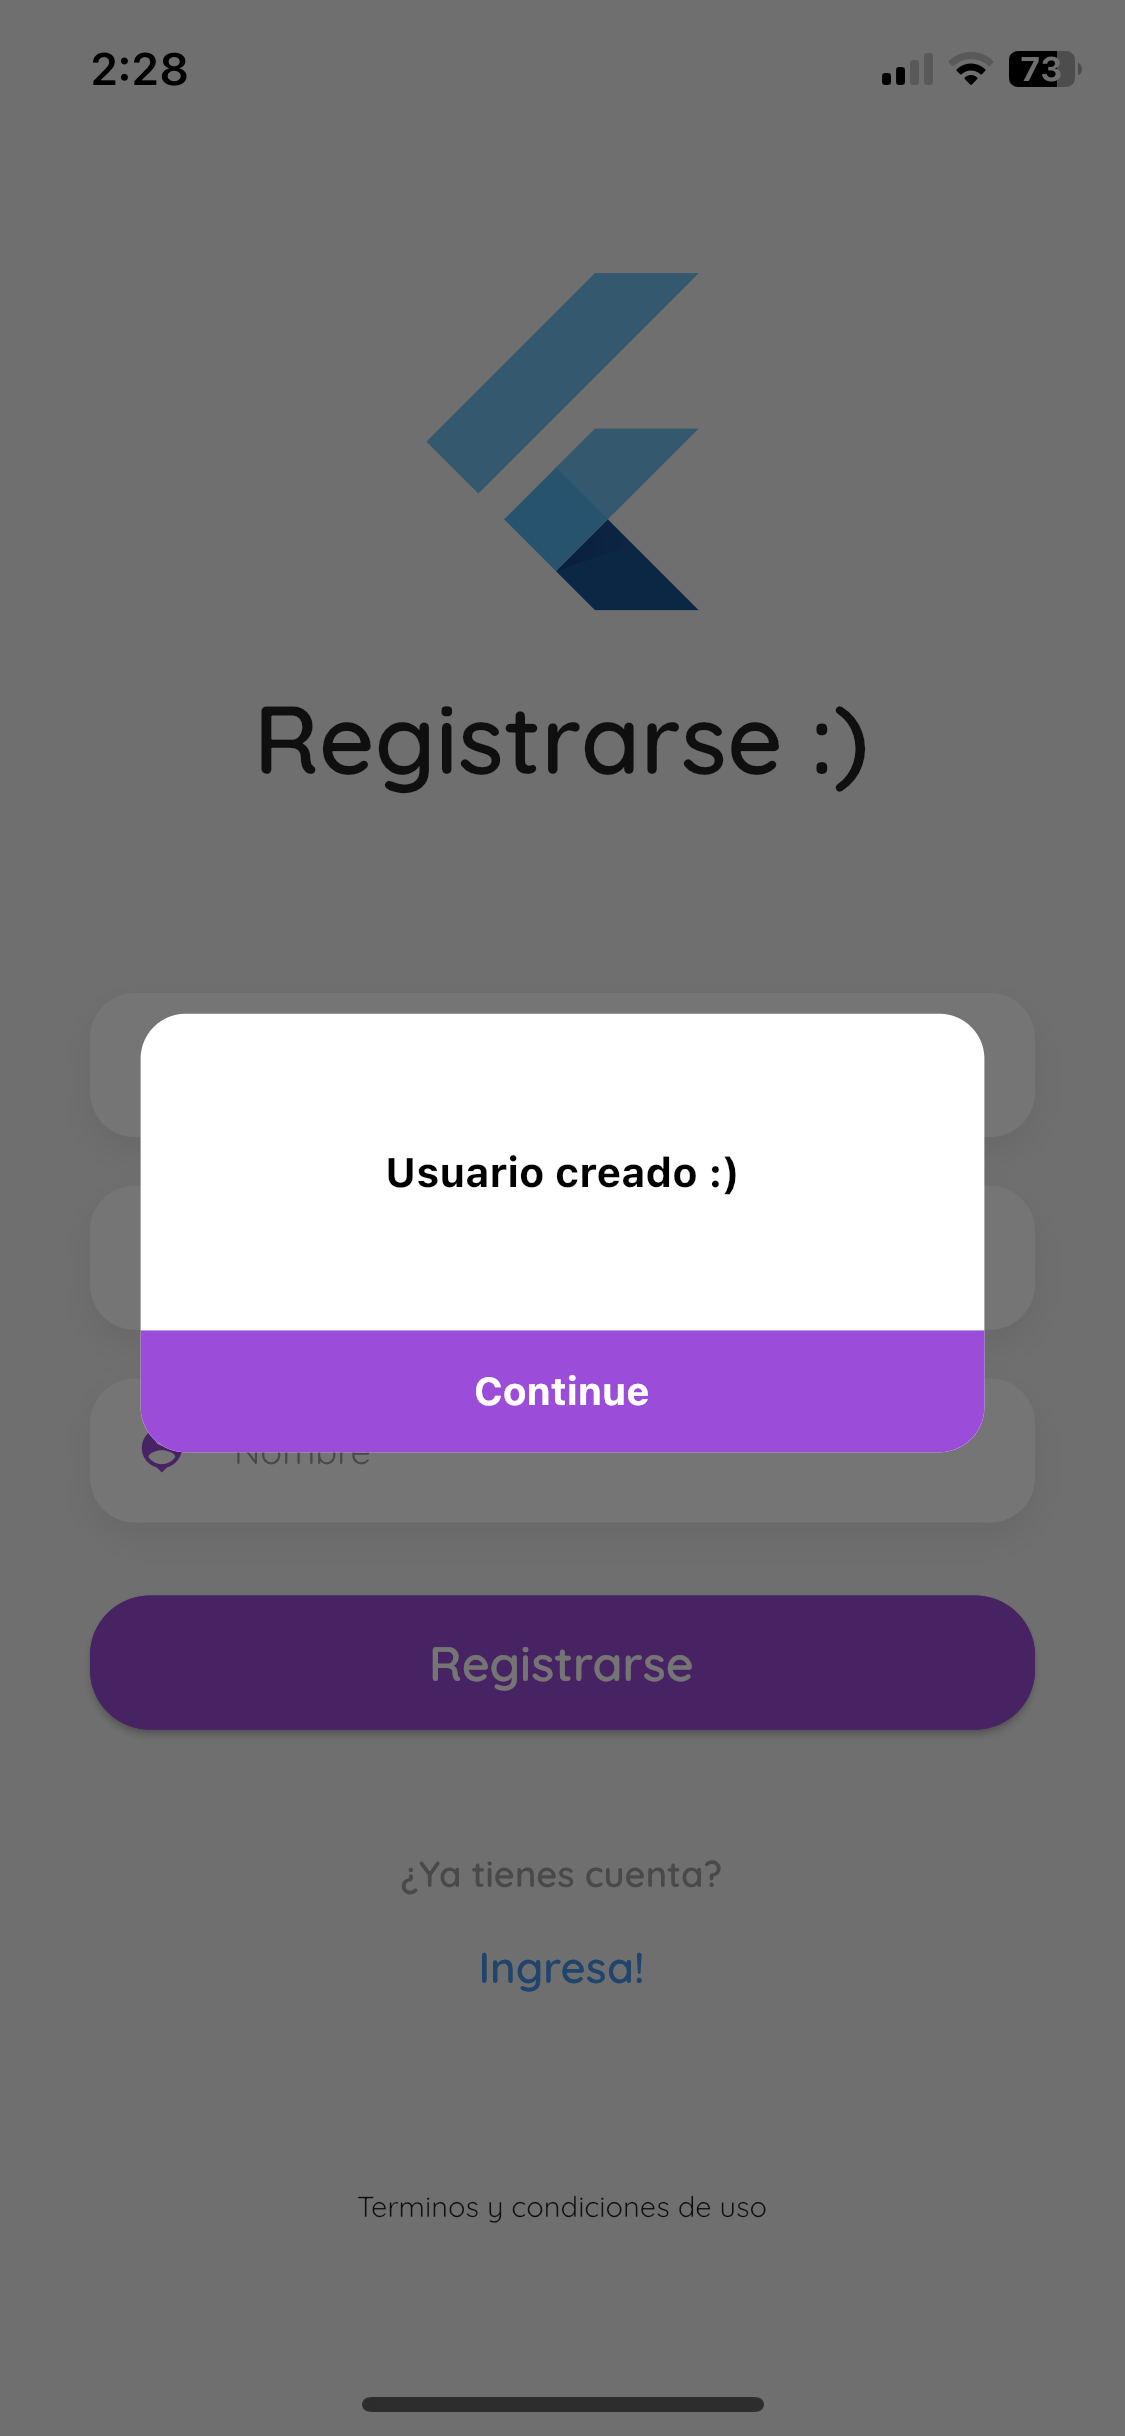 2:28
73
Registrarse :)
Usuario creado :)
Continue
Nombre
Registrarse
¿Ya tienes cuenta?
Ingresa!
Terminos y condiciones de uso